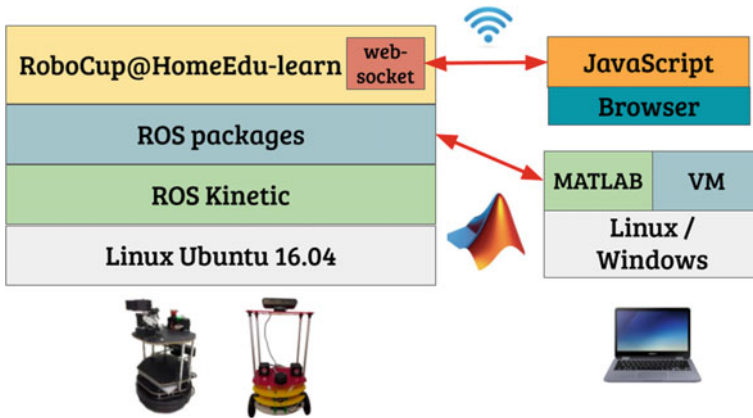 RoboCup@HomeEdu-learn
web-
socket
ROS packages
ROS Kinetic
Linux Ubuntu 16.04
JavaScript
Browser
MATLAB
VM
Linux /
Windows